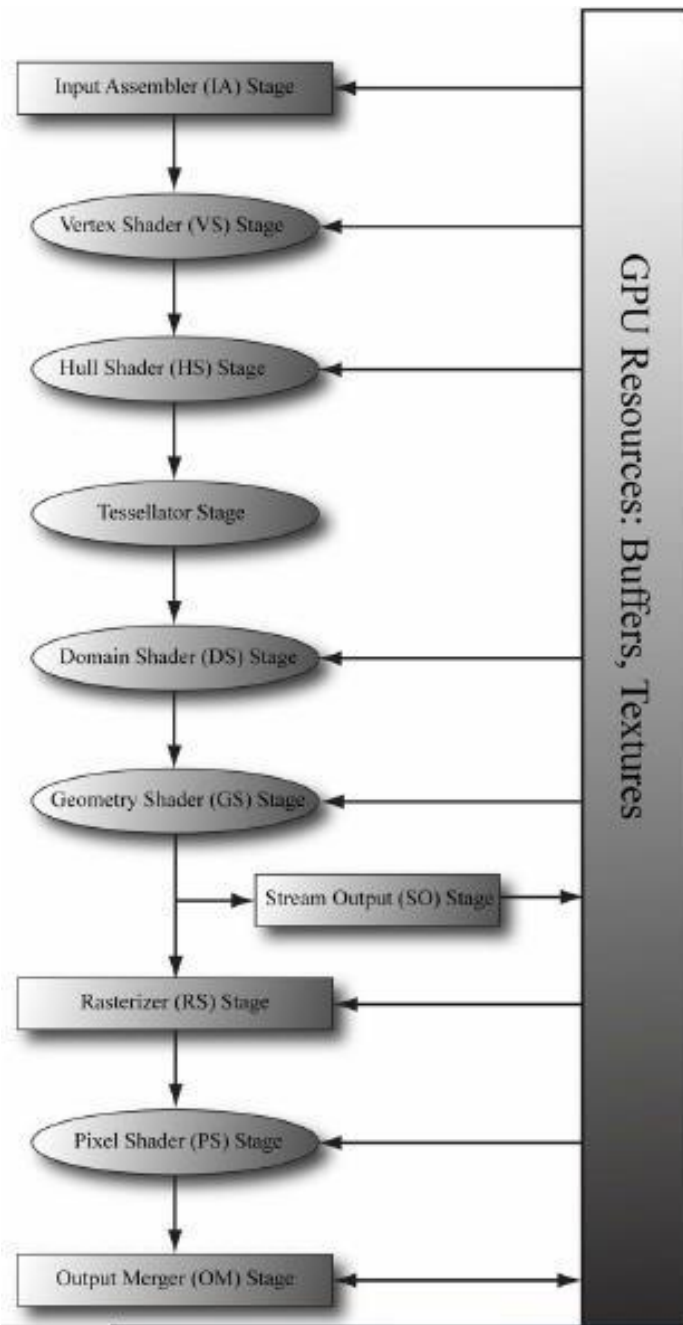 Input Assembler (IA) Stage
Vertex Shader (VS) Stage
Hull Shader (HS) Stage
Tessellator Stage
Domain Shader (DS) Stage
Geometry Shader (GS) Stage
Stream Output (SO) Stage
Rasterizer (RS) Stage
Pixel Shader (PS) Stage
Output Merger (OM) Stage
GPU Resources: Buffers, Textures